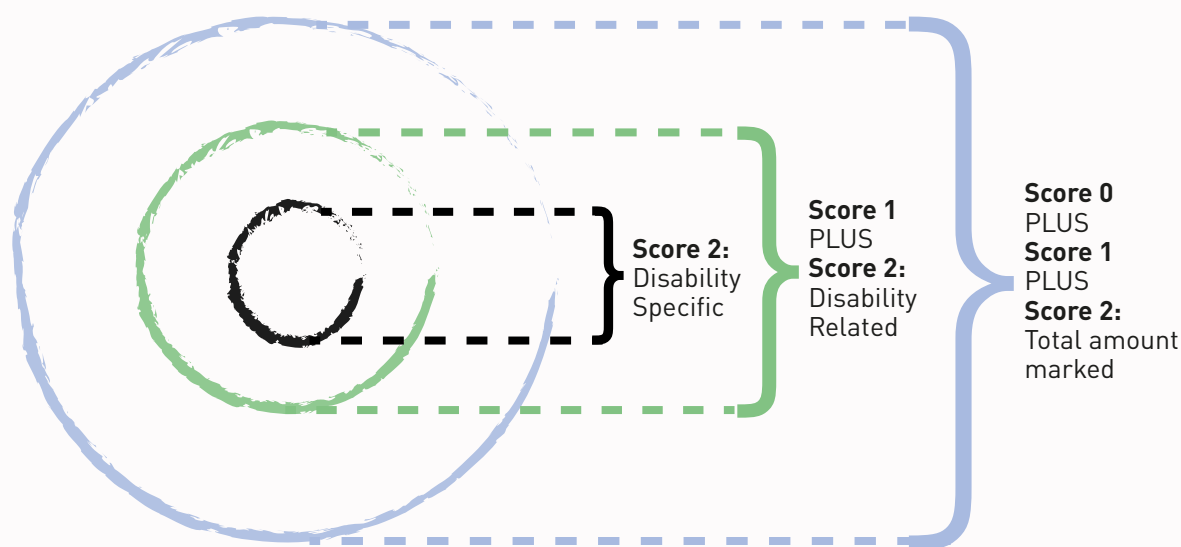 Score 2:
Disability
Specific
Score 1
PLUS
Score 2:
Disability
Related
Score 0
PLUS
Score 1
PLUS
Score 2:
Total amount
marked